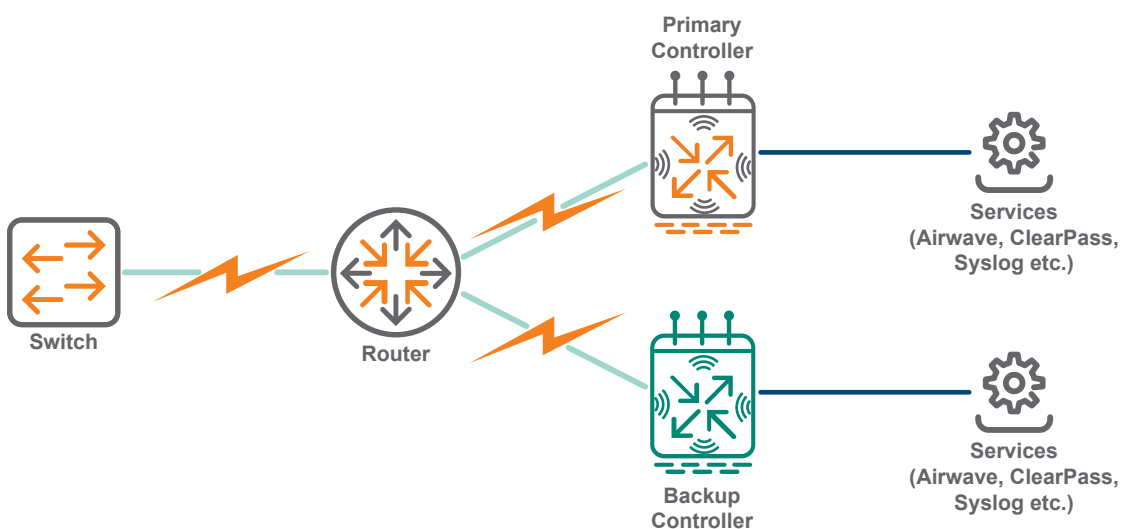 Primary
Controller
Services
(Airwave, ClearPass,
Syslog etc.)
Switch
Router
Services
(Airwave, ClearPass,
Syslog etc.)
Backup
Controller